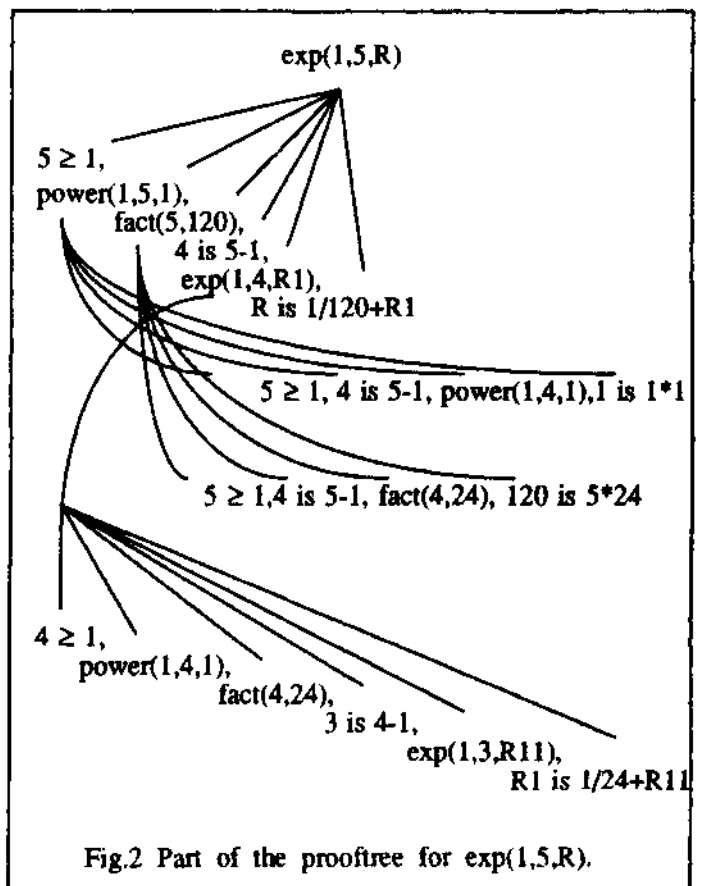 exp(1,5,R)
5 ≥ 1,
power(1,5,1),
fact(5,120),
4 is 5-1,
exp(1,4,R1),
R is 1/120+R1
5 ≥ 1, 4 is 5-1, power(1,4,1),1 is 1*1
5 ≥ 1,4 is 5-1, fact(4,24), 120 is 5*24
4 ≥ 1,
power(1,4,1),
fact(4,24),
3 is 4-1,
exp(1,3,R11),
R1 is 1/24+R11
Fig.2 Part of the prooftree for exp(1,5,R).